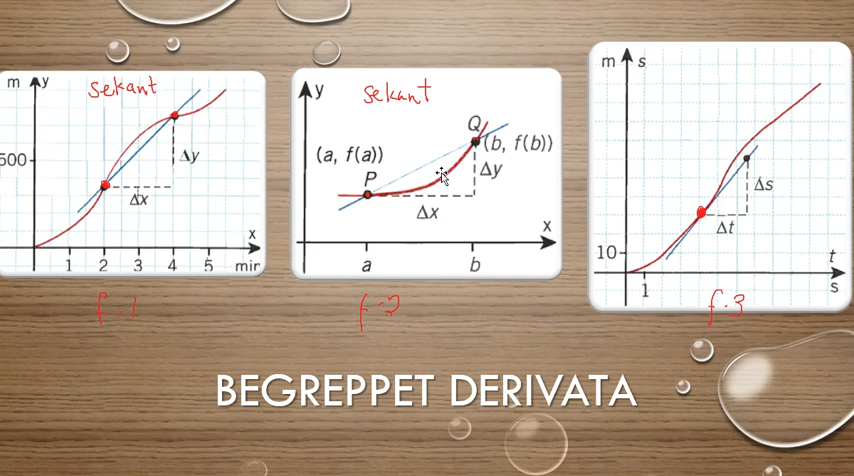 m y
sekant
500
Δy
Δx
x
1 2 3 4 5 min
f.1
y
sekant
Q
(b, f(b))
(a, f(a))
P
Δy
Δx
x
a b
f.2
m s
Δs
Δt
10
t
1 s
f.3
BEGREPPET DERIVATA